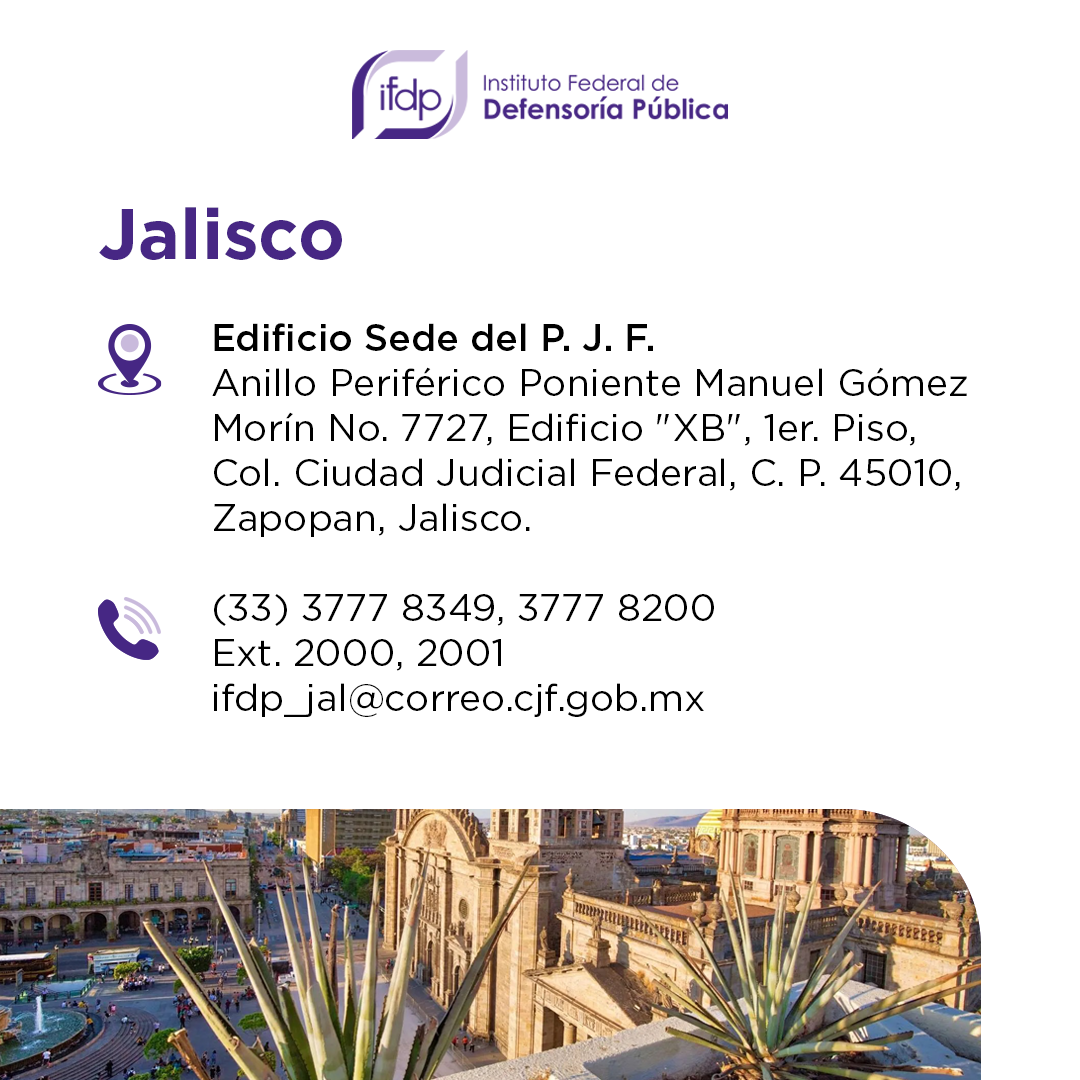 ifdp
Instituto Federal de
Defensoría Pública
Jalisco
Edificio Sede del P. J. F.
Anillo Periférico Poniente Manuel Gómez
Morín No. 7727, Edificio "XB", 1er. Piso,
Col. Ciudad Judicial Federal, C. P. 45010,
Zapopan, Jalisco.
(33) 3777 8349, 3777 8200
Ext. 2000, 2001
ifdp_jal@correo.cjf.gob.mx